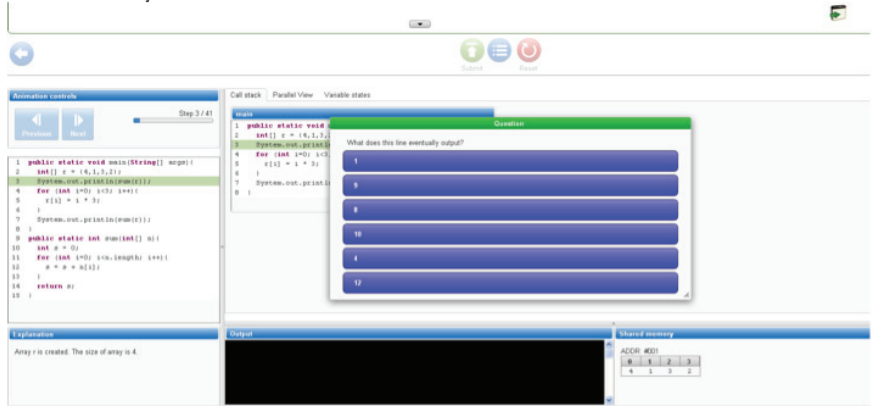 Submit Reset
Animation controls
Step 3 / 41
Previous Next
1 public static void main(String[] args){
2 int[] r = {4,1,3,2};
3 System.out.println(sum(r));
4 for (int i=0; i<3; i++){
5 r[i] = i * 3;
6 }
7 System.out.println(sum(r));
8 }
9 public static int sum(int[] n){
10 int s = 0;
11 for (int i=0; i<n.length; i++){
12 s = s + n[i];
13 }
14 return s;
15 }
Call stack Parallel View Variable states
main
1 public static void
2 int[] r = {4,1,3,
3 System.out.printl
4 for (int i=0; i<3
5 r[i] = i * 3;
6 }
7 System.out.printl
8 }
Question
What does this line eventually output?
1
10
4
12
Explanation
Array r is created. The size of array is 4.
Output
Shared memory
ADDR: #001
0 1 2 3
4 1 3 2